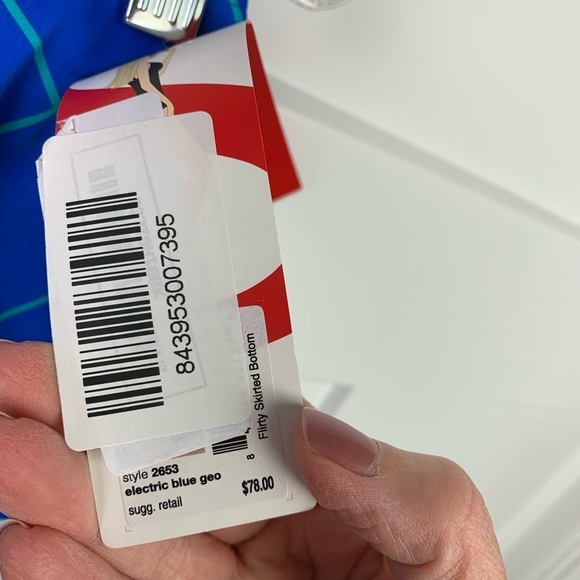 843953007395
Flirty Skirted Bottom
8
style 2653
electric blue geo
$78.00
sugg. retail